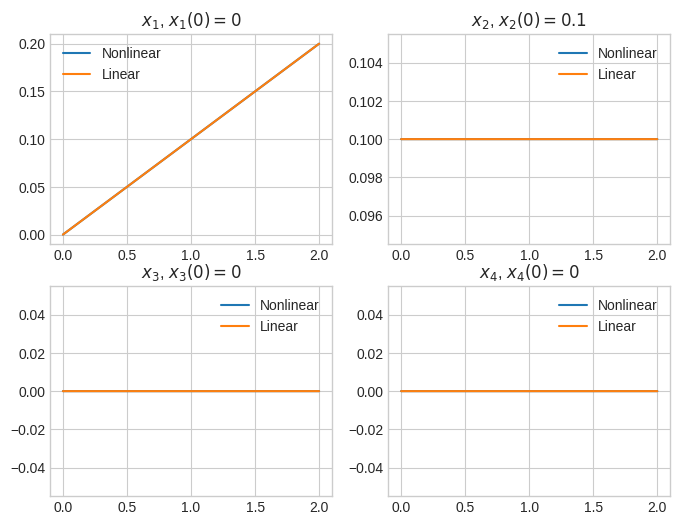 x₁, x₁(0) = 0
Nonlinear
Linear
0.20
0.15
0.10
0.05
0.00
0.0 0.5 1.0 1.5 2.0
x₂, x₂(0) = 0.1
Nonlinear
Linear
0.104
0.102
0.100
0.098
0.096
0.0 0.5 1.0 1.5 2.0
x₃, x₃(0) = 0
Nonlinear
Linear
0.04
0.02
0.00
−0.02
−0.04
0.0 0.5 1.0 1.5 2.0
x₄, x₄(0) = 0
Nonlinear
Linear
0.04
0.02
0.00
−0.02
−0.04
0.0 0.5 1.0 1.5 2.0